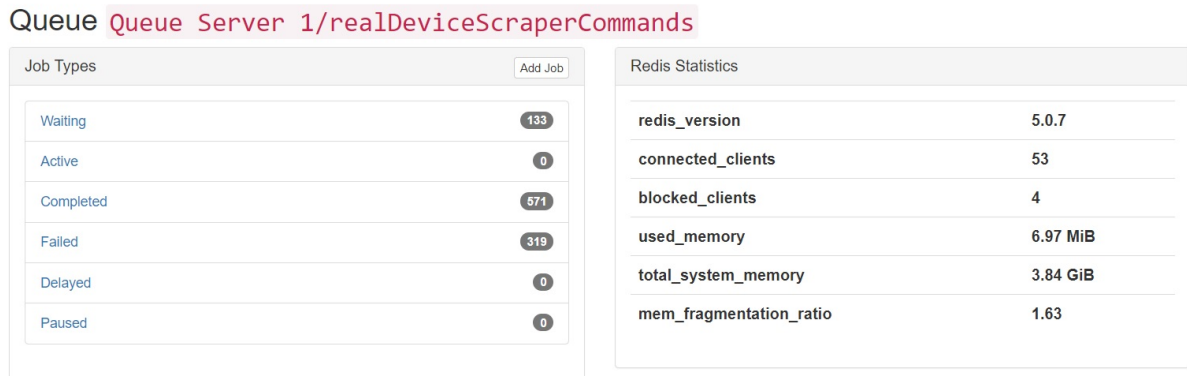 Queue Queue Server 1/realDeviceScraperCommands
Job Types
Add Job
Waiting 133
Active 0
Completed 571
Failed 319
Delayed 0
Paused 0
Redis Statistics
redis_version 5.0.7
connected_clients 53
blocked_clients 4
used_memory 6.97 MiB
total_system_memory 3.84 GiB
mem_fragmentation_ratio 1.63